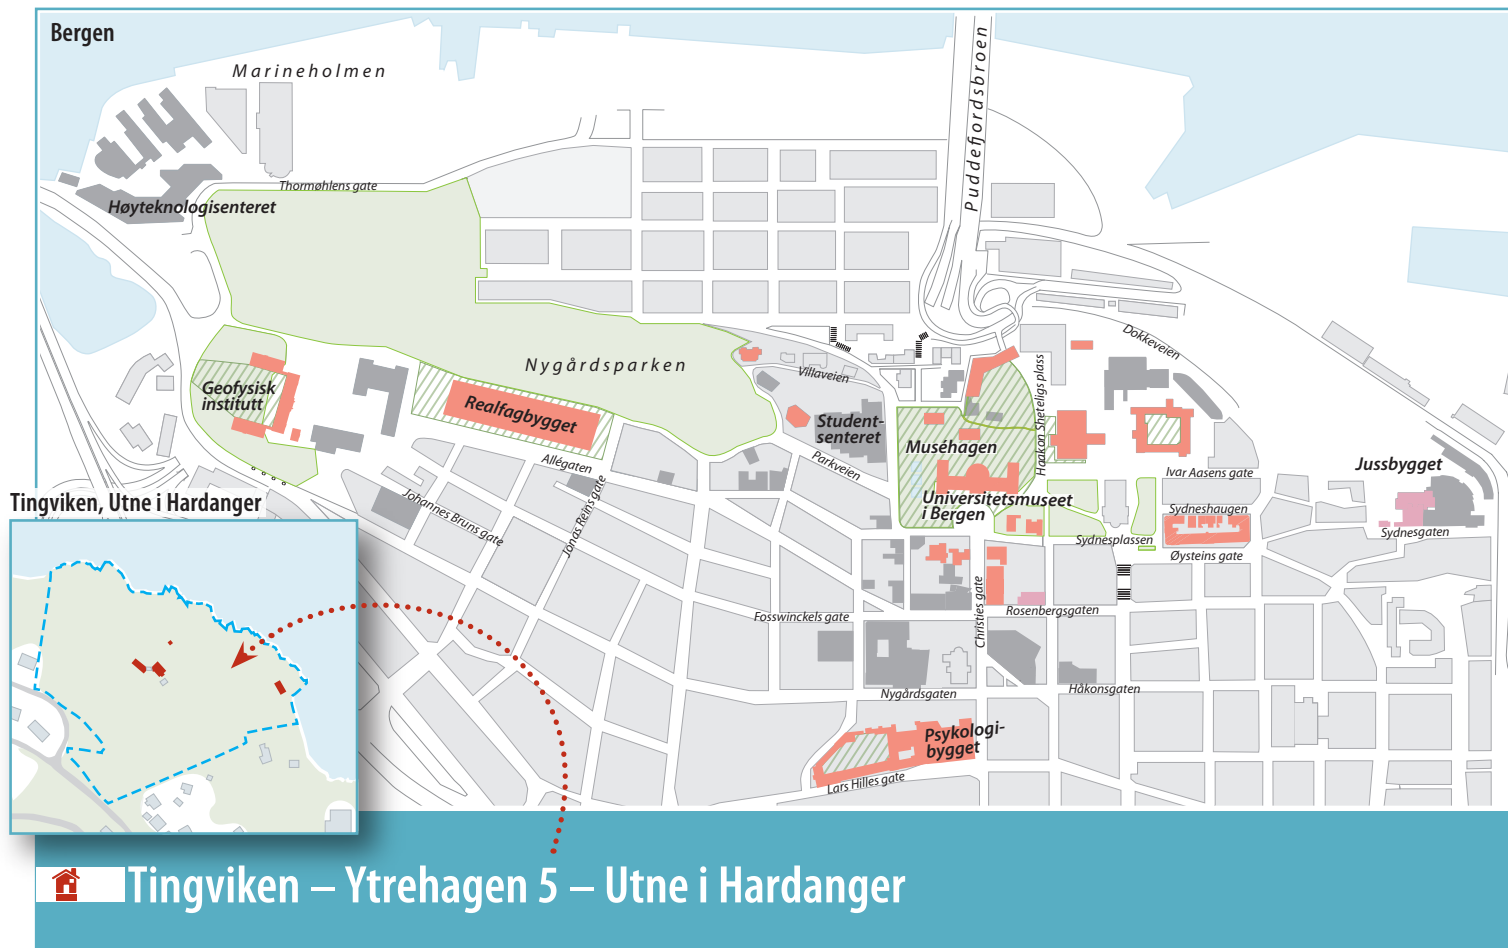 Bergen
Marineholmen
Puddefjordsbroen
Thormøhlens gate
Høyteknologisenteret
Dokkeveien
Nygårdsparken
Villaveien
Haakon Sheteligs plass
Geofysisk
institutt
Realfagbygget
Student-
senteret
Muséhagen
Allégaten
Parkveien
Ivar Aasens gate
Jussbygget
Johannes Bruns gate
Jonas Reins gate
Universitetsmuseet
i Bergen
Sydneshaugen
Sydnesplassen
Sydnesgaten
Øysteins gate
Tingviken, Utne i Hardanger
Fosswinckels gate
Christies gate
Rosenbergsgaten
Nygårdsgaten
Håkonsgaten
Psykologi-
bygget
Lars Hilles gate
Tingviken – Ytrehagen 5 – Utne i Hardanger